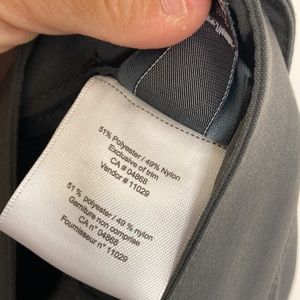 51% Polyester / 49% Nylon
Exclusive of trim
CA # 04868
Vendor # 11029
51 % polyester / 49 % nylon
Garniture non comprise
CA n° 04868
Fournisseur n° 11029